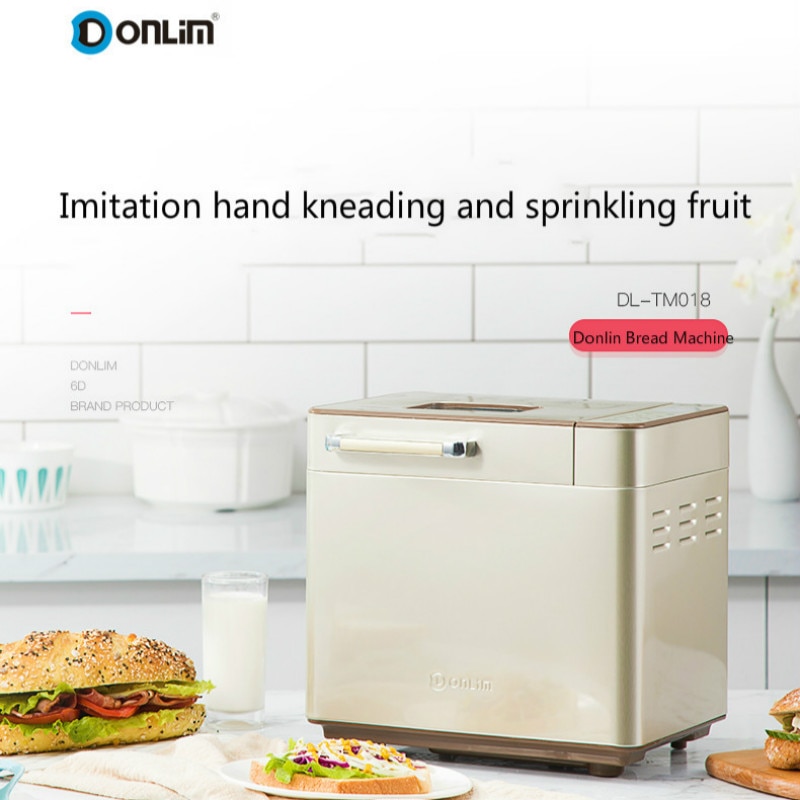 DONLIM®
Imitation hand kneading and sprinkling fruit
DL-TM018
Donlin Bread Machine
DONLIM
6D
BRAND PRODUCT
DONLIM